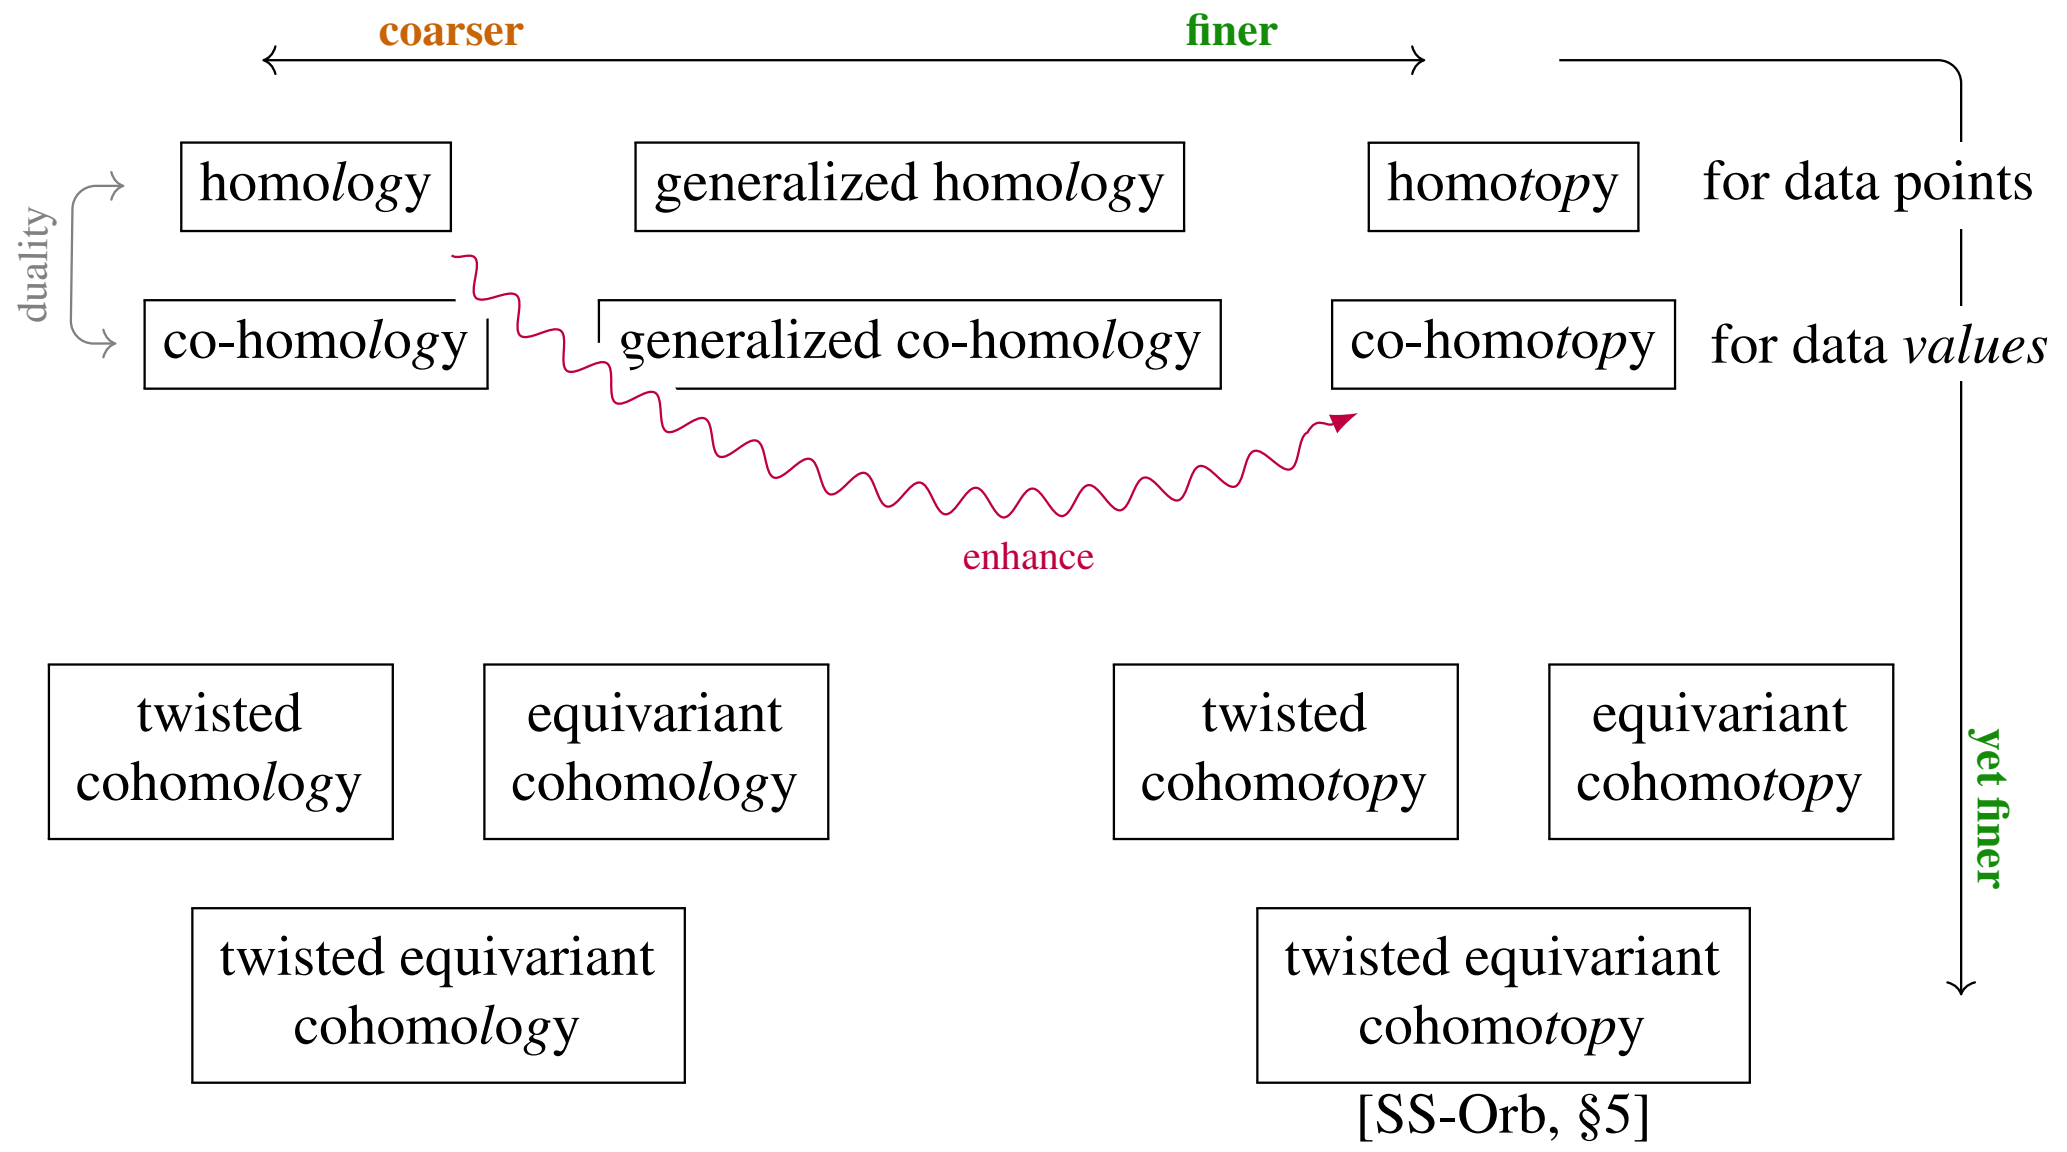 coarser finer
duality
homology generalized homology homotopy for data points
co-homology generalized co-homology co-homotopy for data values
enhance
twisted
cohomology
equivariant
cohomology
twisted
cohomotopy
equivariant
cohomotopy
yet finer
twisted equivariant
cohomology
twisted equivariant
cohomotopy
[SS-Orb, §5]